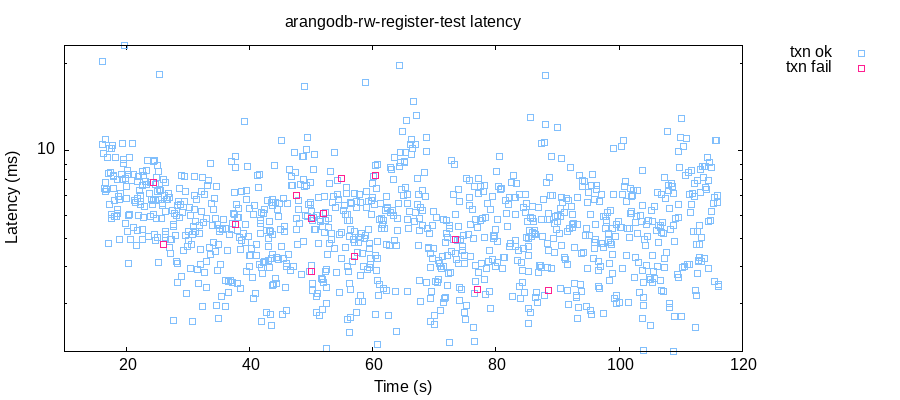 arangodb-rw-register-test latency
txn ok
txn fail
10
Latency (ms)
20 40 60 80 100 120
Time (s)